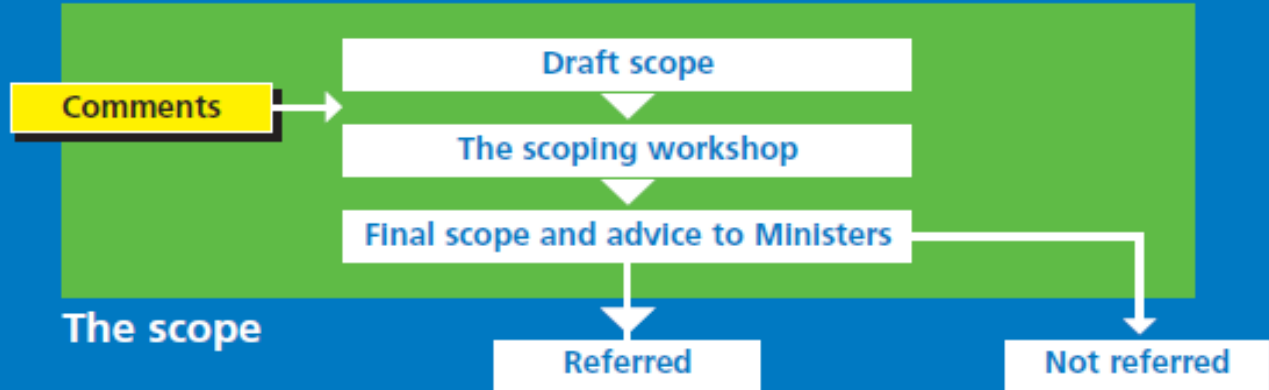 Draft scope
Comments
The scoping workshop
Final scope and advice to Ministers
The scope
Referred
Not referred